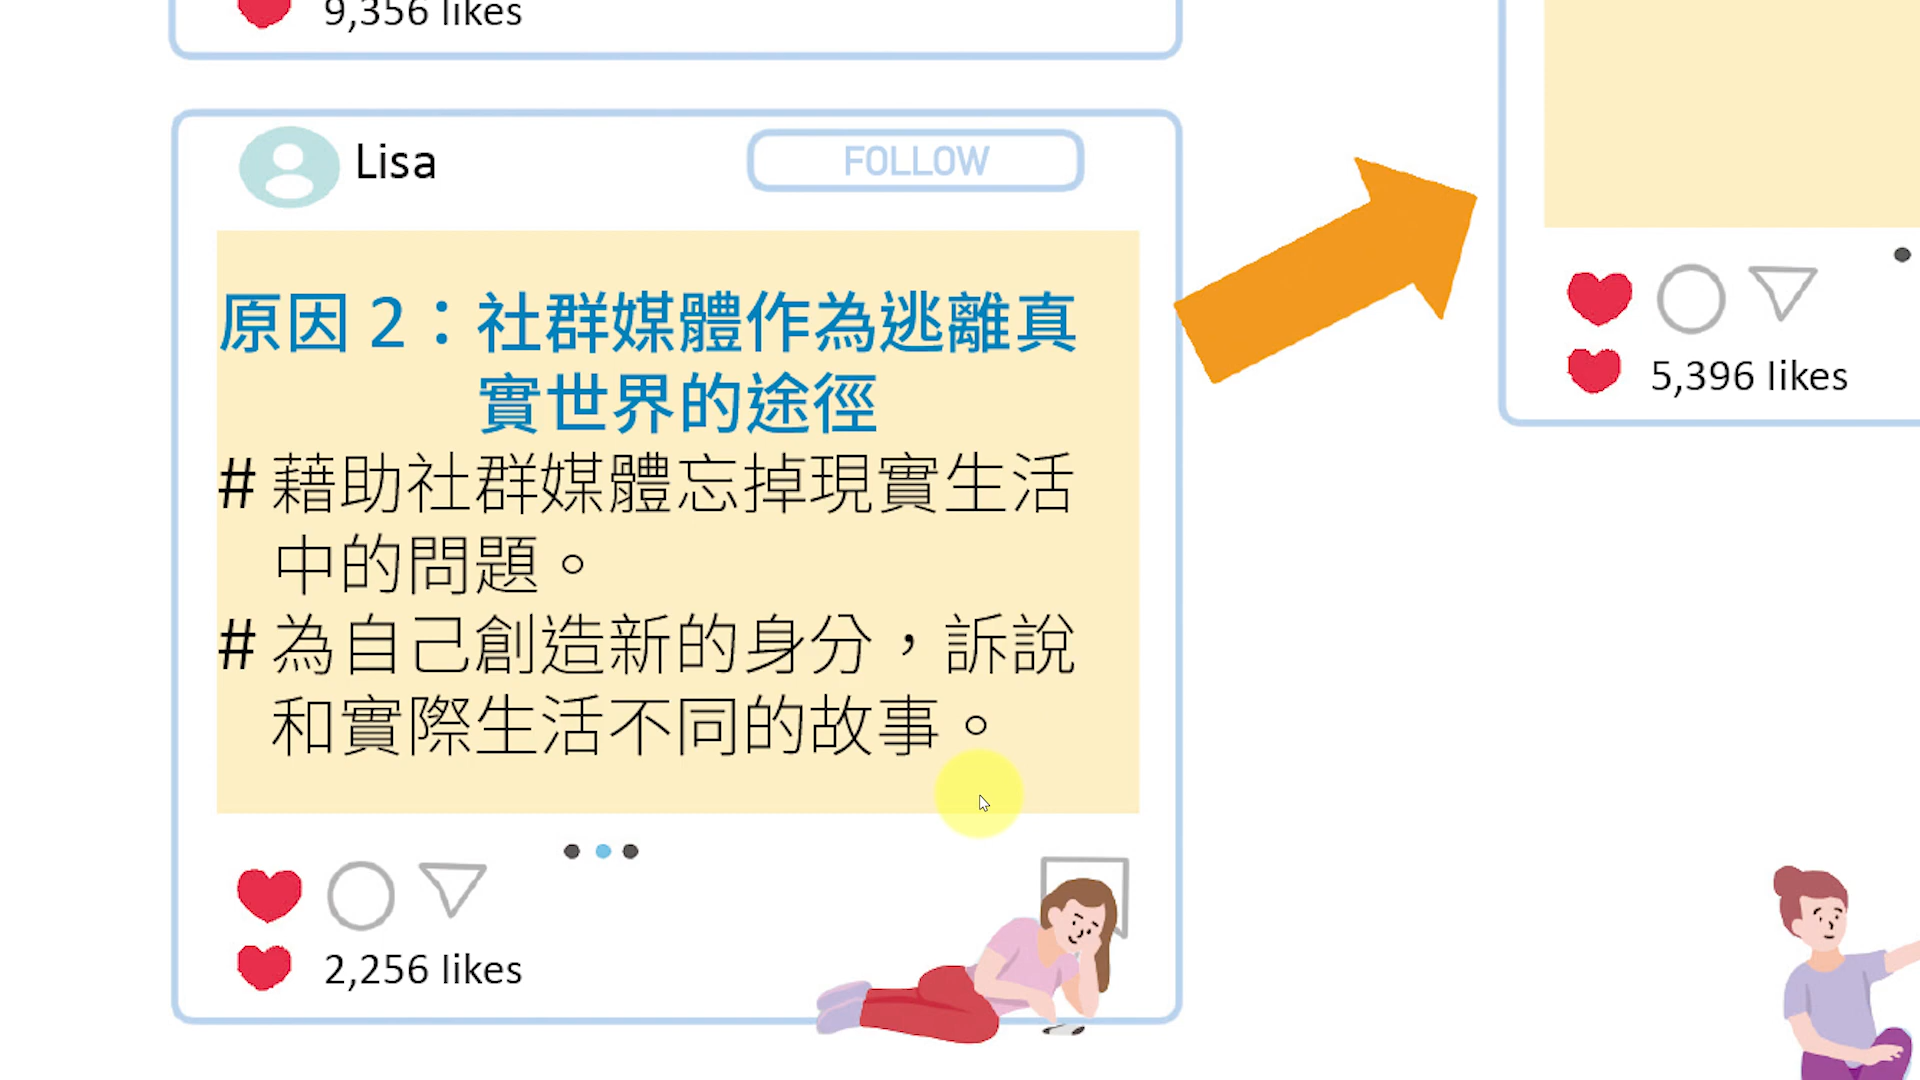 9,356 likes
Lisa
FOLLOW
原因 2：社群媒體作為逃離真
實世界的途徑
# 藉助社群媒體忘掉現實生活
中的問題。
# 為自己創造新的身分，訴說
和實際生活不同的故事。
2,256 likes
5,396 likes